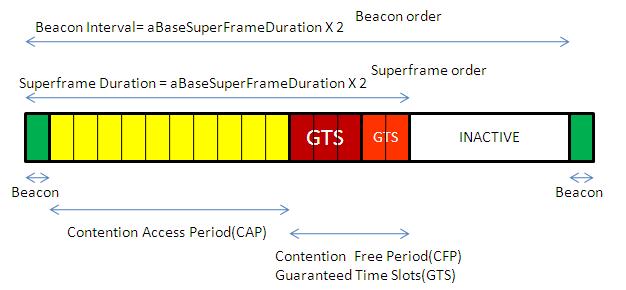 Beacon order
Beacon Interval= aBaseSuperFrameDuration X 2
Superframe order
Superframe Duration = aBaseSuperFrameDuration X 2
GTS GTS INACTIVE
Beacon Beacon
Contention Access Period(CAP)
Contention Free Period(CFP)
Guaranteed Time Slots(GTS)